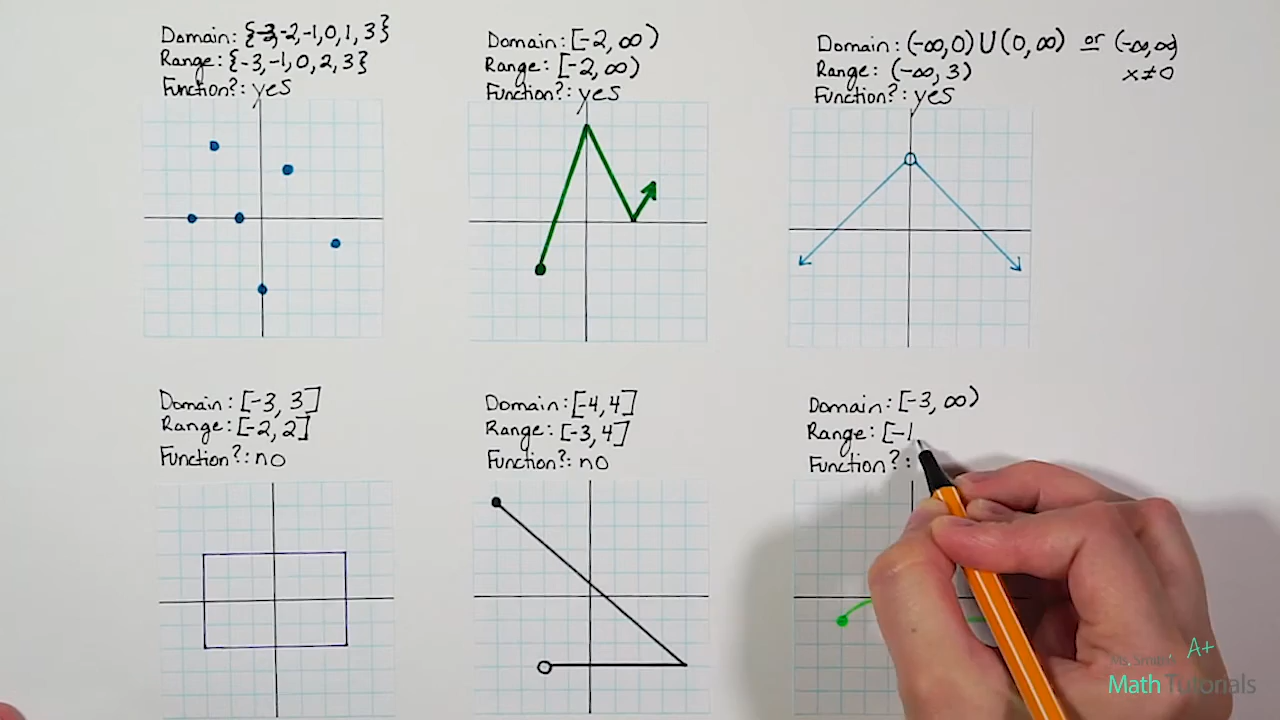 Domain: {-3,-2,-1,0,1,3}
Range: {-3,-1,0,2,3}
Function?: yes
Domain: [-2, ∞)
Range: [-2, ∞)
Function?: yes
Domain: (-∞, 0) U (0, ∞) or (-∞, ∞)
x≠0
Range: (-∞, 3)
Function?: yes
Domain: [-3, 3]
Range: [-2, 2]
Function?: no
Domain: [-4, 4]
Range: [-3, 4]
Function?: no
Domain: [-3, ∞)
Range: [-1
Function?:
A+
Math Tutorials